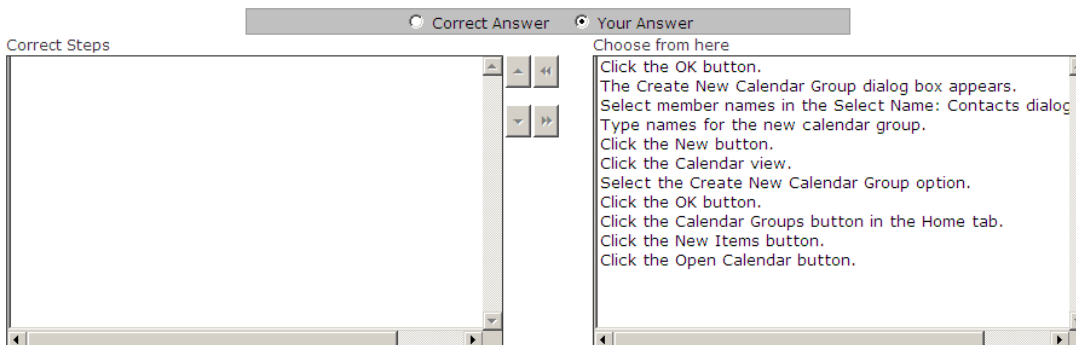 Correct Answer Your Answer
Correct Steps
Choose from here
Click the OK button.
The Create New Calendar Group dialog box appears.
Select member names in the Select Name: Contacts dialog
Type names for the new calendar group.
Click the New button.
Click the Calendar view.
Select the Create New Calendar Group option.
Click the OK button.
Click the Calendar Groups button in the Home tab.
Click the New Items button.
Click the Open Calendar button.